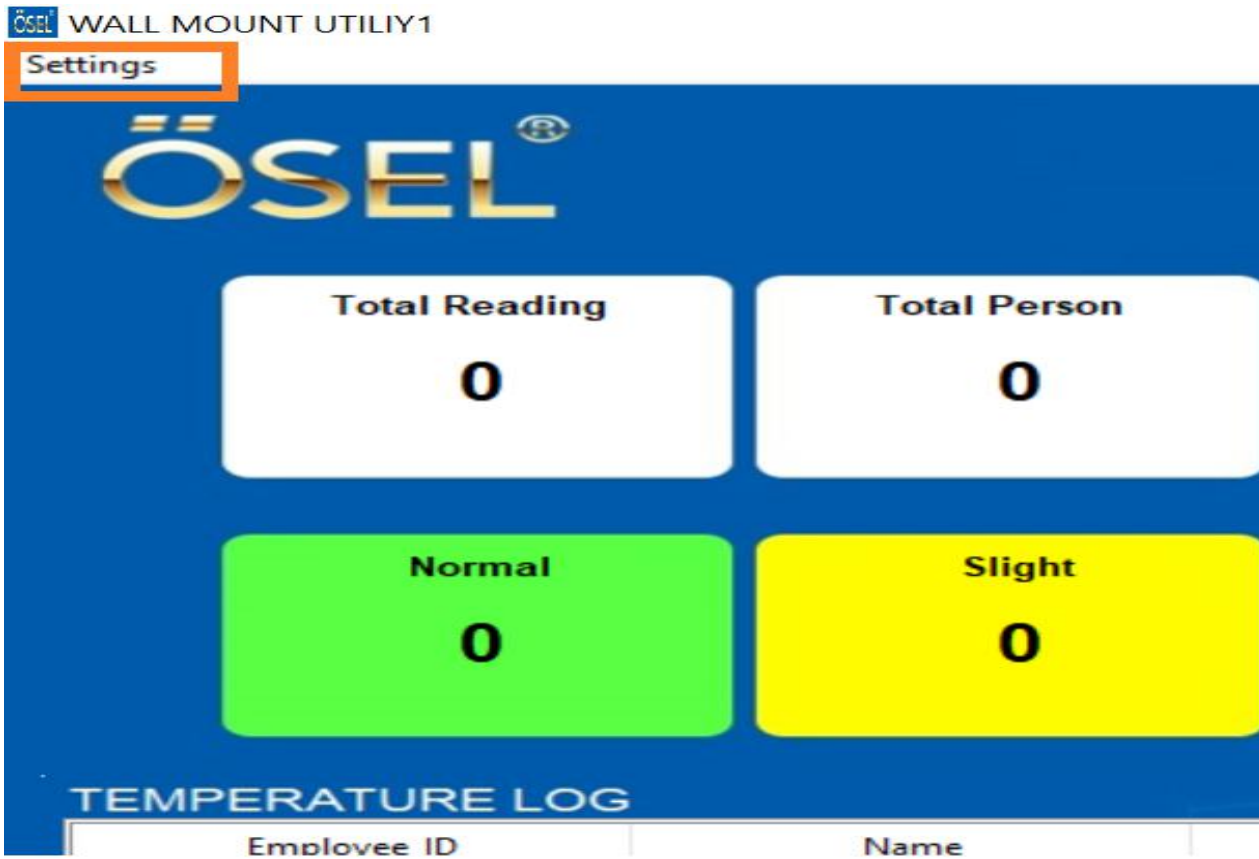 ÖSEL WALL MOUNT UTILIY1
Settings
ÖSEL®
Total Reading
Total Person
0
0
Normal
Slight
0
0
TEMPERATURE LOG
Employee ID
Name